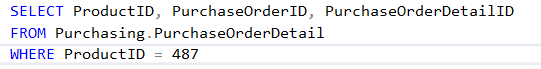 SELECT ProductID, PurchaseOrderID, PurchaseOrderDetailID
FROM Purchasing.PurchaseOrderDetail
WHERE ProductID = 487